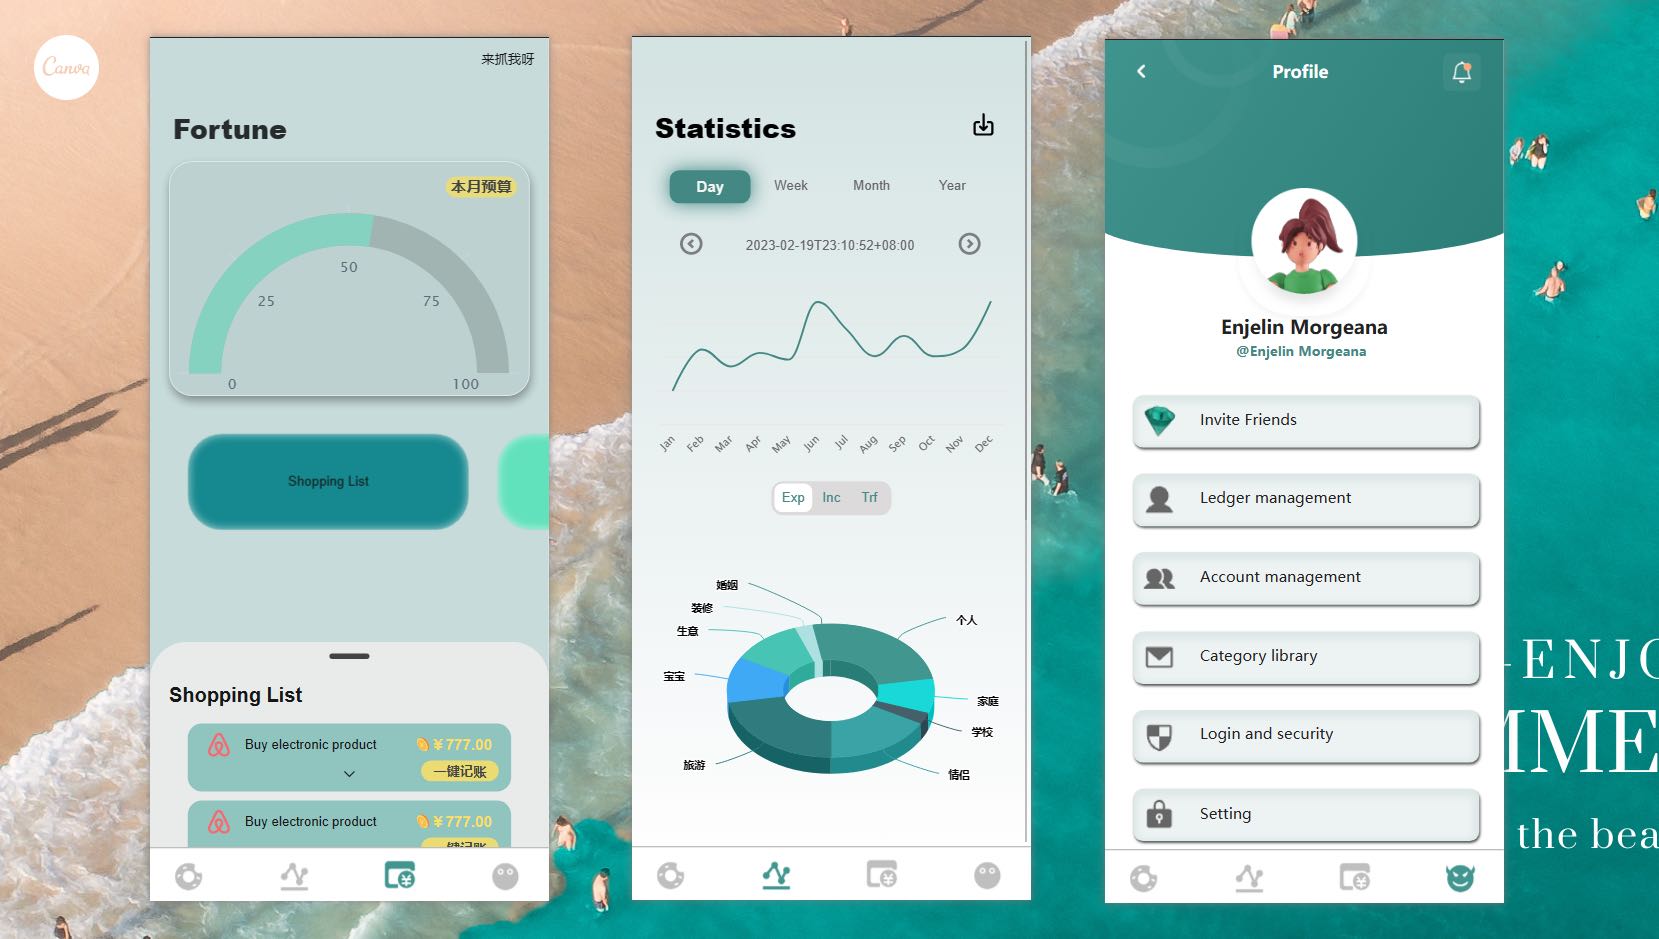 Canva
来抓我呀
Fortune
本月预算
50
25
75
0
100
Shopping List
Shopping List
Buy electronic product
¥777.00
一键记账
Buy electronic product
¥777.00
一键记账
Statistics
Day Week Month Year
2023-02-19T23:10:52+08:00
Jan Feb Mar Apr May Jun Jul Aug Sep Oct Nov Dec
Exp Inc Trf
婚姻
装修
个人
生意
宝宝
家庭
学校
旅游
情侣
Profile
Enjelin Morgeana
@Enjelin Morgeana
Invite Friends
Ledger management
Account management
Category library
Login and security
Setting
-ENJO
MME
the bea